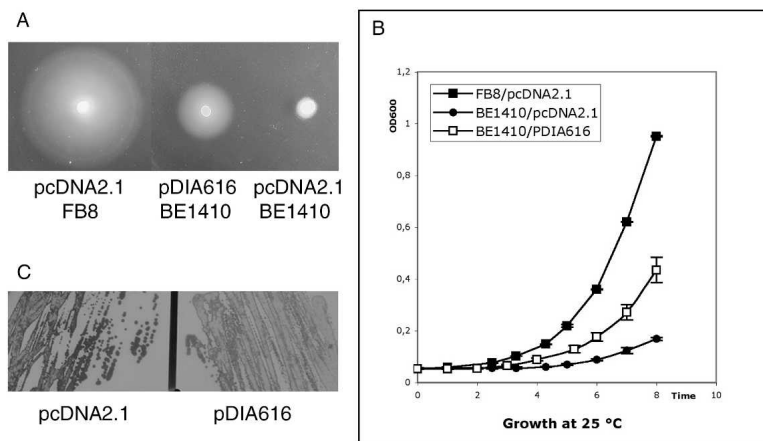 A
pcDNA2.1 pDIA616 pcDNA2.1
FB8 BE1410 BE1410
C
pcDNA2.1 pDIA616
B
OD600
1,2
1
0,8
0,6
0,4
0,2
0
FB8/pcDNA2.1
BE1410/pcDNA2.1
BE1410/PDIA616
0 2 4 6 8 10
Time
Growth at 25 °C